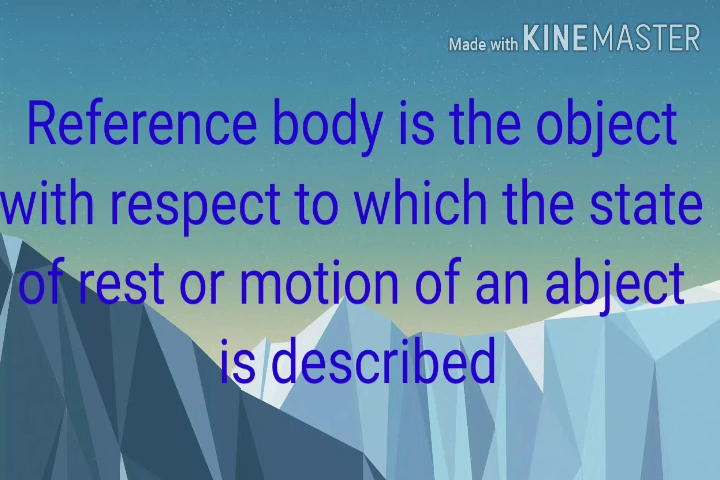 Made with KINEMASTER
Reference body is the object
with respect to which the state
of rest or motion of an abject
is described